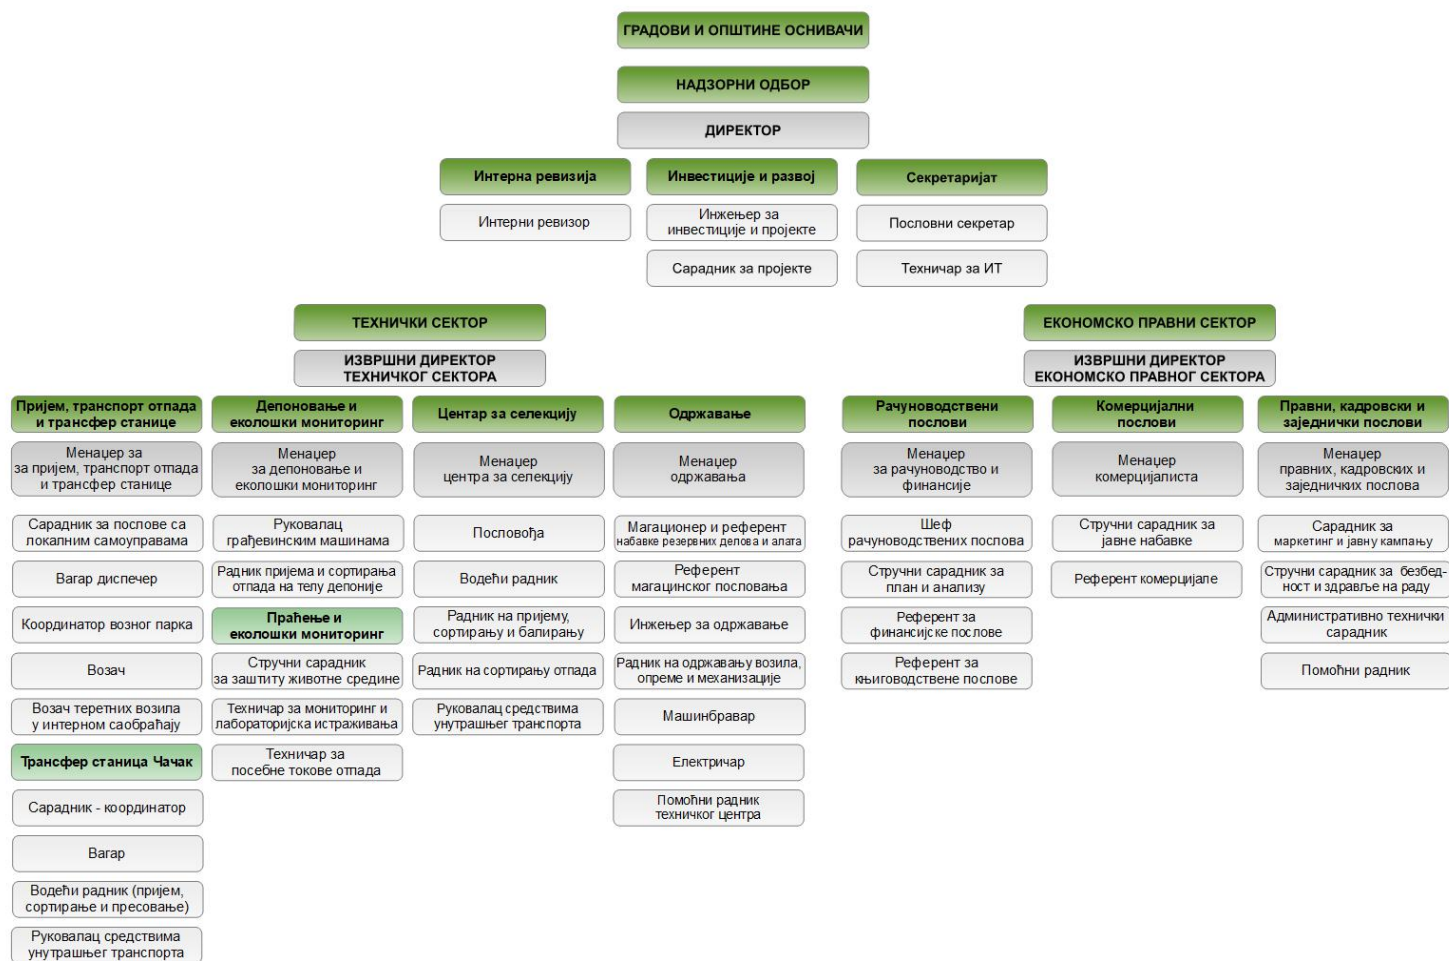 ГРАДОВИ И ОПШТИНЕ ОСНИВАЧИ
НАДЗОРНИ ОДБОР
ДИРЕКТОР
Интерна ревизија
Интерни ревизор
Инвестиције и развој
Инжењер за
инвестиције и пројекте
Сарадник за пројекте
Секретаријат
Пословни секретар
Техничар за ИТ
ТЕХНИЧКИ СЕКТОР
ИЗВРШНИ ДИРЕКТОР
ТЕХНИЧКОГ СЕКТОРА
Пријем, транспорт отпада
и трансфер станице
Менаџер за
за пријем, транспорт отпада
и трансфер станице
Сарадник за послове са
локалним самоуправама
Вагар диспечер
Координатор возног парка
Возач
Возач теретних возила
у интерном саобраћају
Трансфер станица Чачак
Сарадник - координатор
Вагар
Водећи радник (пријем,
сортирање и пресовање)
Руковалац средствима
унутрашњег транспорта
Депоновање и
еколошки мониторинг
Менаџер
за депоновање и
еколошки мониторинг
Руковалац
грађевинским машинама
Радник пријема и сортирања
отпада на телу депоније
Праћење и
еколошки мониторинг
Стручни сарадник
за заштиту животне средине
Техничар за мониторинг и
лабораторијска истраживања
Техничар за
посебне токове отпада
Центар за селекцију
Менаџер
центра за селекцију
Пословођа
Водећи радник
Радник на пријему,
сортирању и балирању
Радник на сортирању отпада
Руковалац средствима
унутрашњег транспорта
Одржавање
Менаџер
одржавања
Магационер и референт
набавке резервних делова и алата
Референт
магацинског пословања
Инжењер за одржавање
Радник на одржавању возила,
опреме и механизације
Машинбравар
Електричар
Помоћни радник
техничког центра
ЕКОНОМСКО ПРАВНИ СЕКТОР
ИЗВРШНИ ДИРЕКТОР
ЕКОНОМСКО ПРАВНОГ СЕКТОРА
Рачуноводствени
послови
Менаџер
за рачуноводство и
финансије
Шеф
рачуноводствених послова
Стручни сарадник за
план и анализу
Референт за
финансијске послове
Референт за
књиговодствене послове
Комерцијални
послови
Менаџер
комерцијалиста
Стручни сарадник за
јавне набавке
Референт комерцијале
Правни, кадровски и
заједнички послови
Менаџер
правних, кадровских и
заједничких послова
Сарадник за
маркетинг и јавну кампању
Стручни сарадник за безбед-
ност и здравље на раду
Административно технички
сарадник
Помоћни радник